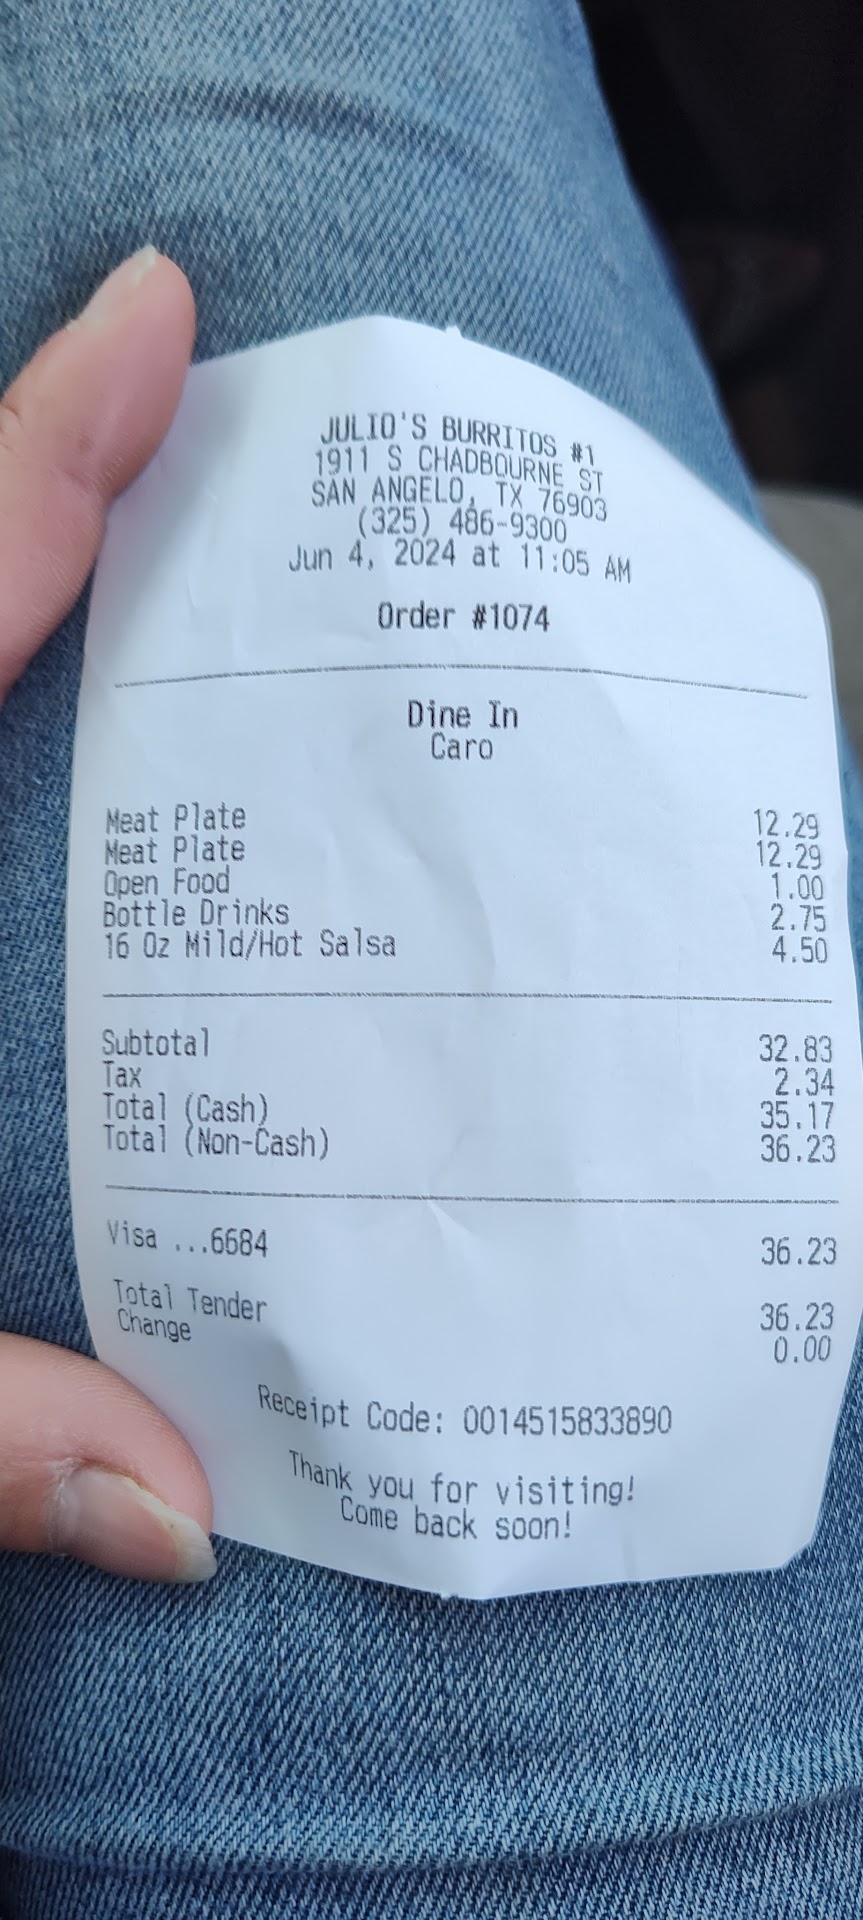 JULIO'S BURRITOS #1
1911 S CHADBOURNE ST
SAN ANGELO, TX 76903
(325) 486-9300
Jun 4, 2024 at 11:05 AM
Order #1074
Dine In
Caro
Meat Plate 12.29
Meat Plate 12.29
Open Food 1.00
Bottle Drinks 2.75
16 Oz Mild/Hot Salsa 4.50
Subtotal 32.83
Tax 2.34
Total (Cash) 35.17
Total (Non-Cash) 36.23
Visa ...6684 36.23
Total Tender 36.23
Change 0.00
Receipt Code: 0014515833890
Thank you for visiting!
Come back soon!